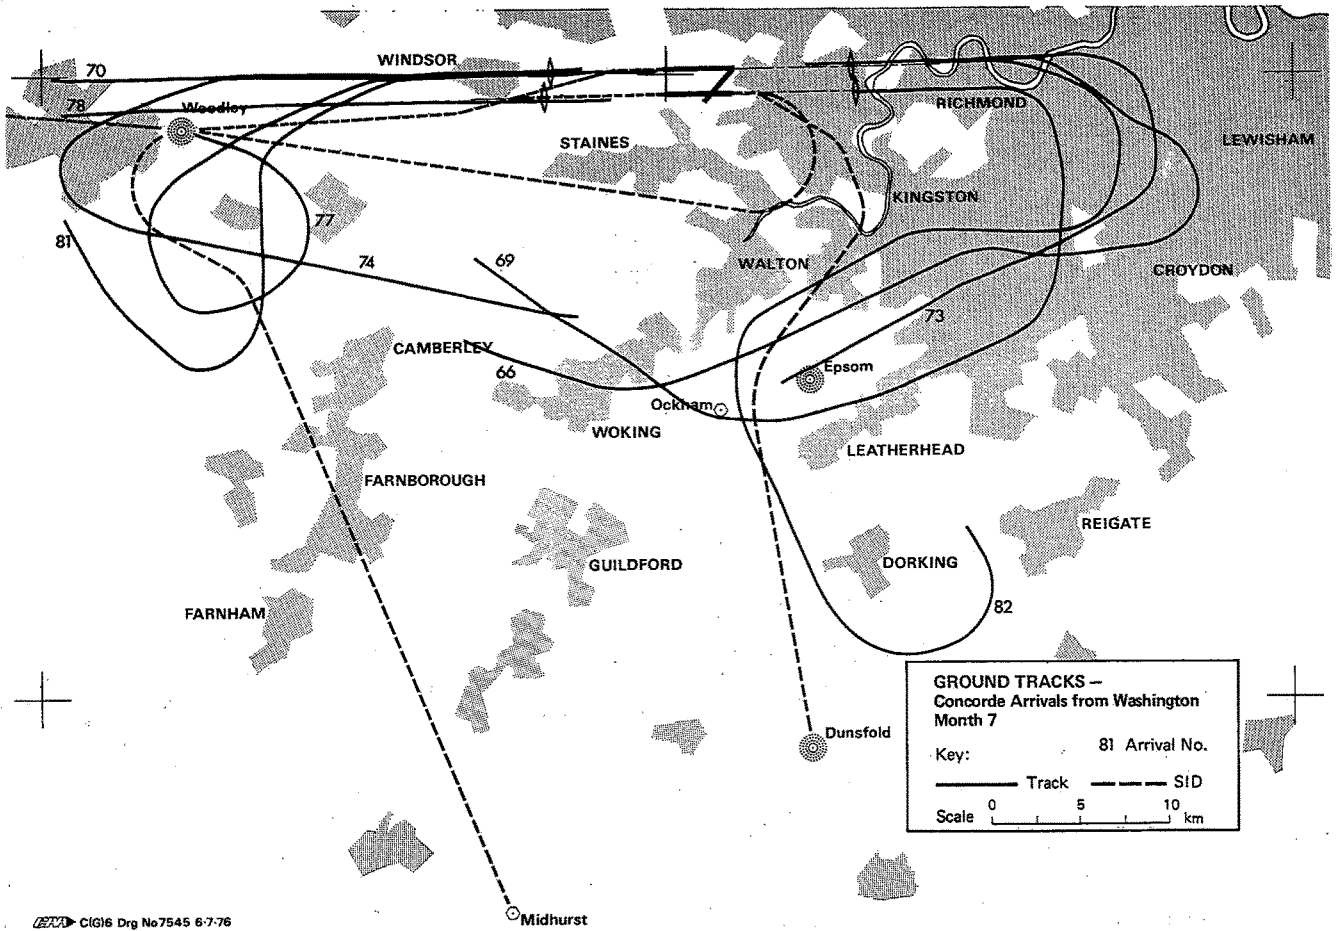 WINDSOR
70
78
Woodley
RICHMOND
LEWISHAM
STAINES
KINGSTON
77
81
74
69
WALTON
CROYDON
73
CAMBERLEY
66
Epsom
Ockham
WOKING
LEATHERHEAD
FARNBOROUGH
REIGATE
GUILDFORD
DORKING
FARNHAM
82
GROUND TRACKS –
Concorde Arrivals from Washington
Month 7
Key: 81 Arrival No.
Track SID
Scale 0 5 10 km
Dunsfold
Midhurst
C(G)6 Drg No 7545 6-7-76